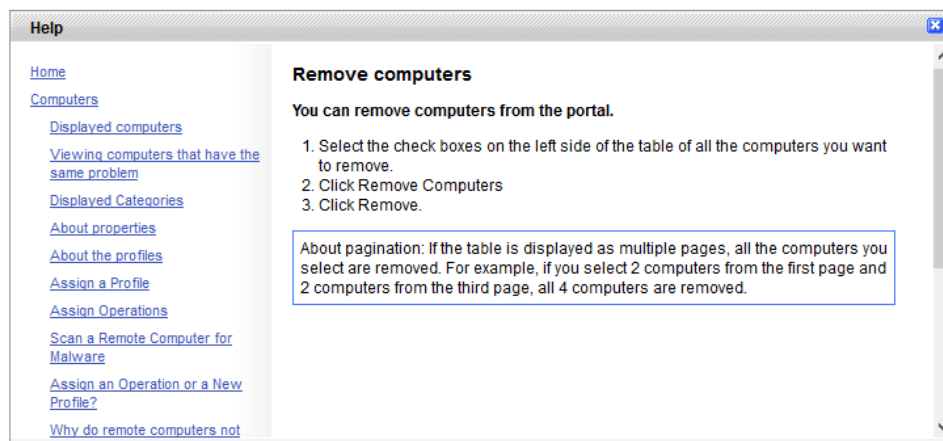 Help
Home
Computers
Displayed computers
Viewing computers that have the
same problem
Displayed Categories
About properties
About the profiles
Assign a Profile
Assign Operations
Scan a Remote Computer for
Malware
Assign an Operation or a New
Profile?
Why do remote computers not
Remove computers
You can remove computers from the portal.
1. Select the check boxes on the left side of the table of all the computers you want
to remove.
2. Click Remove Computers
3. Click Remove.
About pagination: If the table is displayed as multiple pages, all the computers you
select are removed. For example, if you select 2 computers from the first page and
2 computers from the third page, all 4 computers are removed.